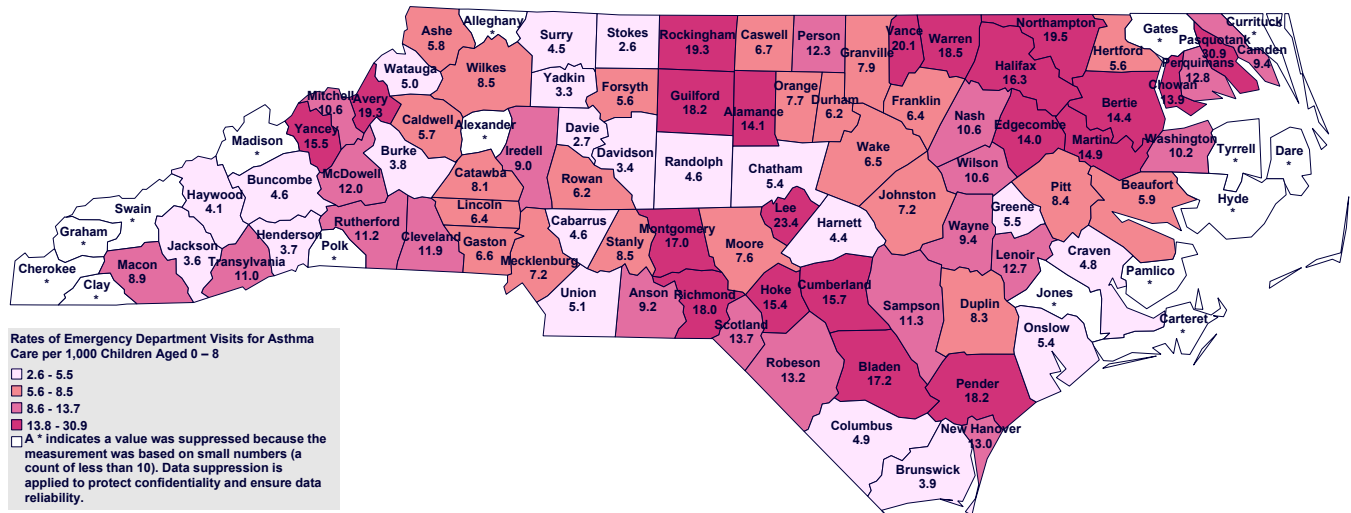 Alleghany
*
Ashe
5.8
Surry
4.5
Stokes
2.6
Rockingham
19.3
Caswell
6.7
Person
12.3
Granville
7.9
Vance
20.1
Warren
18.5
Northampton
19.5
Hertford
5.6
Gates
*
Currituck
*
Pasquotank
30.9
Camden
9.4
Perquimans
12.8
Chowan
13.9
Watauga
5.0
Wilkes
8.5
Yadkin
3.3
Forsyth
5.6
Guilford
18.2
Alamance
14.1
Orange
7.7
Durham
6.2
Franklin
6.4
Halifax
16.3
Bertie
14.4
Mitchell
10.6
Avery
19.3
Caldwell
5.7
Alexander
*
Iredell
9.0
Davie
2.7
Davidson
3.4
Randolph
4.6
Chatham
5.4
Wake
6.5
Nash
10.6
Edgecombe
14.0
Martin
14.9
Washington
10.2
Tyrrell
*
Dare
*
Madison
*
Yancey
15.5
Burke
3.8
McDowell
12.0
Catawba
8.1
Rowan
6.2
Wilson
10.6
Pitt
8.4
Beaufort
5.9
Hyde
*
Haywood
4.1
Buncombe
4.6
Swain
*
Graham
*
Cherokee
*
Clay
*
Macon
8.9
Jackson
3.6
Transylvania
11.0
Henderson
3.7
Polk
*
Rutherford
11.2
Cleveland
11.9
Lincoln
6.4
Gaston
6.6
Mecklenburg
7.2
Cabarrus
4.6
Stanly
8.5
Montgomery
17.0
Moore
7.6
Lee
23.4
Harnett
4.4
Johnston
7.2
Wayne
9.4
Greene
5.5
Lenoir
12.7
Craven
4.8
Pamlico
*
Jones
*
Carteret
*
Onslow
5.4
Union
5.1
Anson
9.2
Richmond
18.0
Scotland
13.7
Hoke
15.4
Cumberland
15.7
Sampson
11.3
Duplin
8.3
Robeson
13.2
Bladen
17.2
Pender
18.2
New Hanover
13.0
Columbus
4.9
Brunswick
3.9
Rates of Emergency Department Visits for Asthma
Care per 1,000 Children Aged 0 – 8
2.6 - 5.5
5.6 - 8.5
8.6 - 13.7
13.8 - 30.9
A * indicates a value was suppressed because the
measurement was based on small numbers (a
count of less than 10). Data suppression is
applied to protect confidentiality and ensure data
reliability.